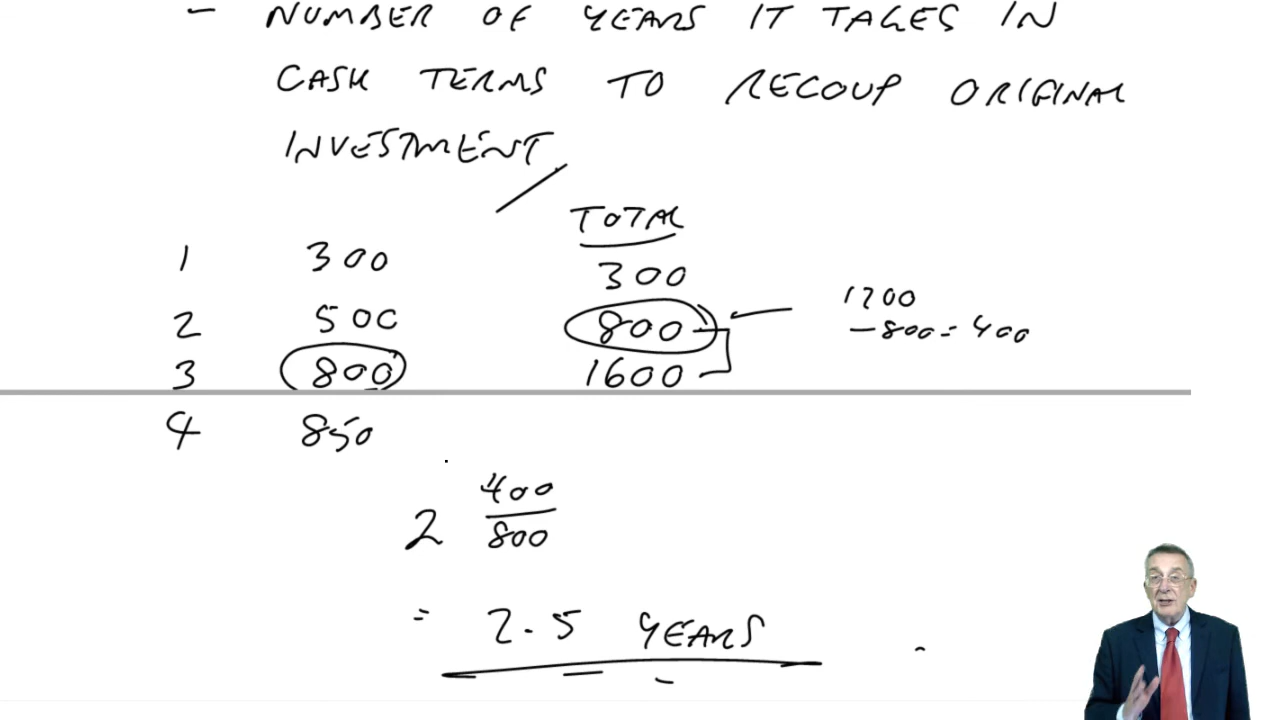 - NUMBER OF YEARS IT TAKES IN
CASH TERMS TO RECOUP ORIGINAL
INVESTMENT
TOTAL
1 300 300
2 500 800 1200
-800 = 400
3 800 1600
4 850
2 400/800
= 2.5 YEARS